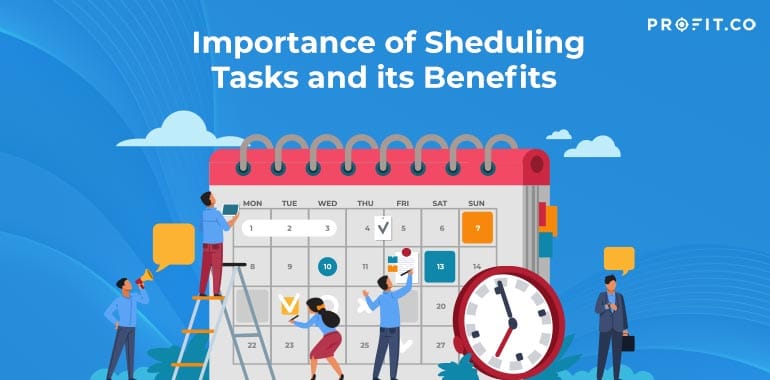 PROFIT.CO
Importance of Sheduling
Tasks and its Benefits
MON TUE WED THU FRI SAT SUN
1 2 3 4 5 6 7
8 9 10 11 13 14
20
22 23 25 27